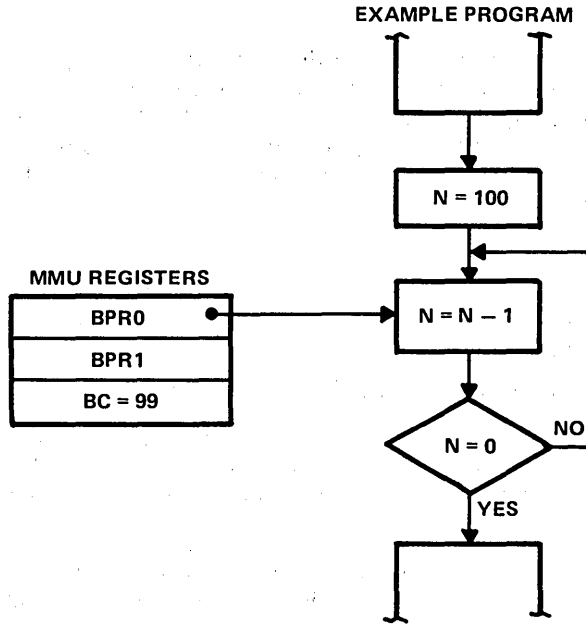 EXAMPLE PROGRAM
N = 100
MMU REGISTERS
BPR0
N = N – 1
BPR1
BC = 99
N = 0
NO
YES